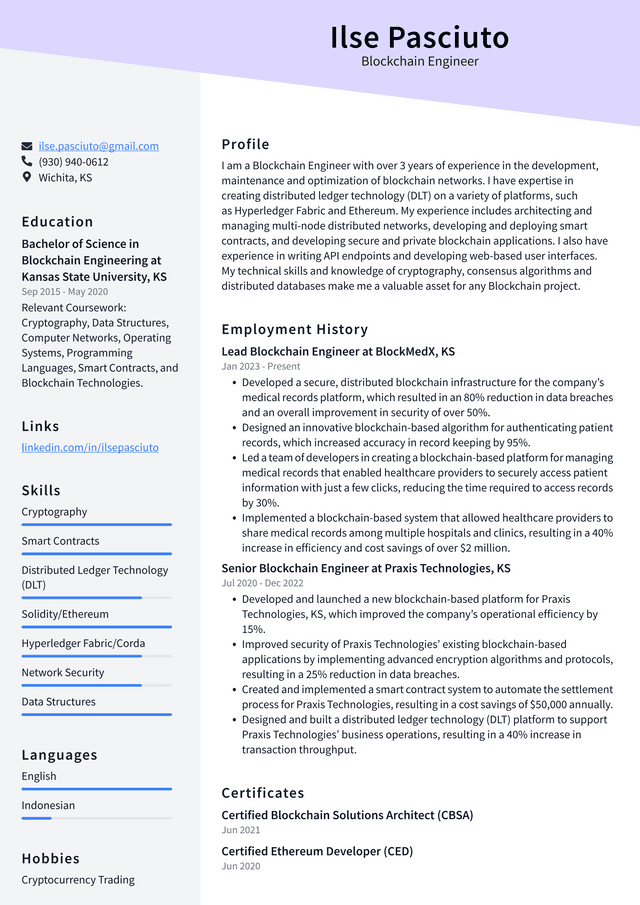 Ilse Pasciuto
Blockchain Engineer
ilse.pasciuto@gmail.com
(930) 940-0612
Wichita, KS
Education
Bachelor of Science in
Blockchain Engineering at
Kansas State University, KS
Sep 2015 - May 2020
Relevant Coursework:
Cryptography, Data Structures,
Computer Networks, Operating
Systems, Programming
Languages, Smart Contracts, and
Blockchain Technologies.
Links
linkedin.com/in/ilsepasciuto
Skills
Cryptography
Smart Contracts
Distributed Ledger Technology
(DLT)
Solidity/Ethereum
Hyperledger Fabric/Corda
Network Security
Data Structures
Languages
English
Indonesian
Hobbies
Cryptocurrency Trading
Profile
I am a Blockchain Engineer with over 3 years of experience in the development,
maintenance and optimization of blockchain networks. I have expertise in
creating distributed ledger technology (DLT) on a variety of platforms, such
as Hyperledger Fabric and Ethereum. My experience includes architecting and
managing multi-node distributed networks, developing and deploying smart
contracts, and developing secure and private blockchain applications. I also have
experience in writing API endpoints and developing web-based user interfaces.
My technical skills and knowledge of cryptography, consensus algorithms and
distributed databases make me a valuable asset for any Blockchain project.
Employment History
Lead Blockchain Engineer at BlockMedX, KS
Jan 2023 - Present
• Developed a secure, distributed blockchain infrastructure for the company’s
medical records platform, which resulted in an 80% reduction in data breaches
and an overall improvement in security of over 50%.
• Designed an innovative blockchain-based algorithm for authenticating patient
records, which increased accuracy in record keeping by 95%.
• Led a team of developers in creating a blockchain-based platform for managing
medical records that enabled healthcare providers to securely access patient
information with just a few clicks, reducing the time required to access records
by 30%.
• Implemented a blockchain-based system that allowed healthcare providers to
share medical records among multiple hospitals and clinics, resulting in a 40%
increase in efficiency and cost savings of over $2 million.
Senior Blockchain Engineer at Praxis Technologies, KS
Jul 2020 - Dec 2022
• Developed and launched a new blockchain-based platform for Praxis
Technologies, KS, which improved the company’s operational efficiency by
15%.
• Improved security of Praxis Technologies’ existing blockchain-based
applications by implementing advanced encryption algorithms and protocols,
resulting in a 25% reduction in data breaches.
• Created and implemented a smart contract system to automate the settlement
process for Praxis Technologies, resulting in a cost savings of $50,000 annually.
• Designed and built a distributed ledger technology (DLT) platform to support
Praxis Technologies’ business operations, resulting in a 40% increase in
transaction throughput.
Certificates
Certified Blockchain Solutions Architect (CBSA)
Jun 2021
Certified Ethereum Developer (CED)
Jun 2020